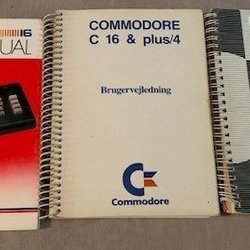 16
UAL
COMMODORE
C 16 & plus/4
Brugervejledning
Commodore